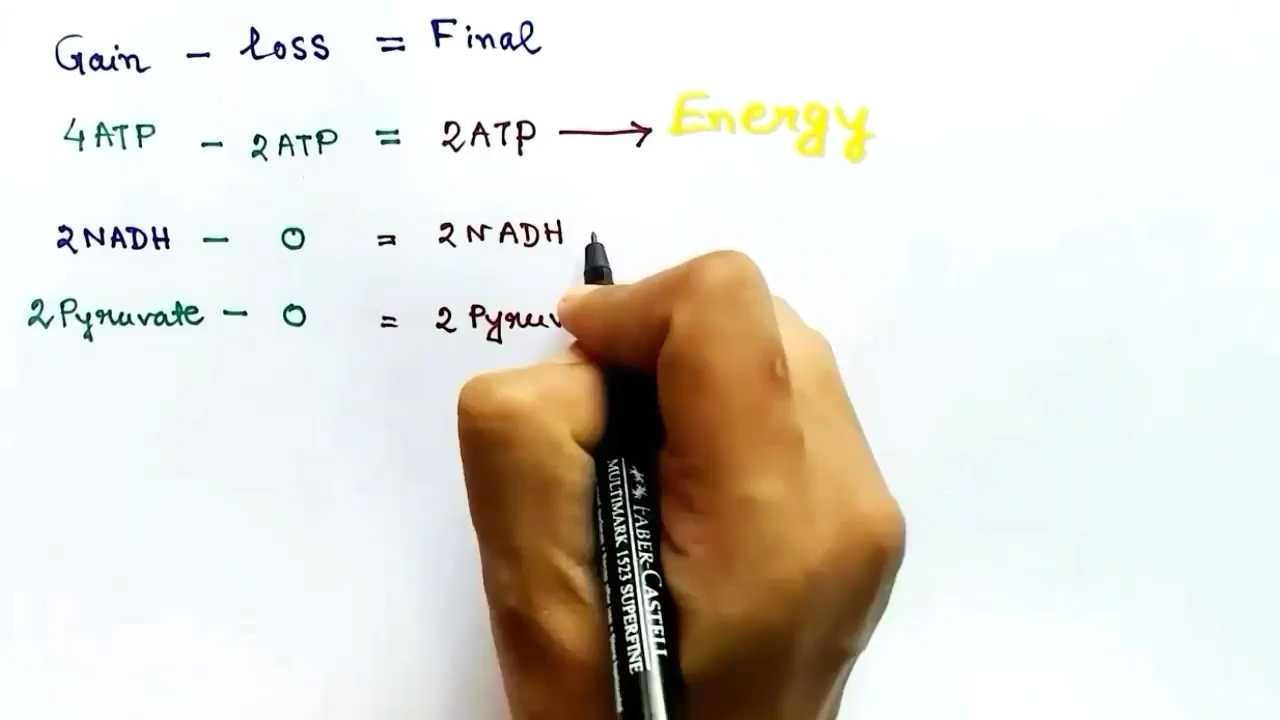 Gain - loss = Final
4ATP - 2ATP = 2ATP → Energy
2NADH - 0 = 2NADH
2Pyruvate - 0 = 2 Pyruv
FABER-CASTELL
MULTIMARK 1523 SUPERFINE